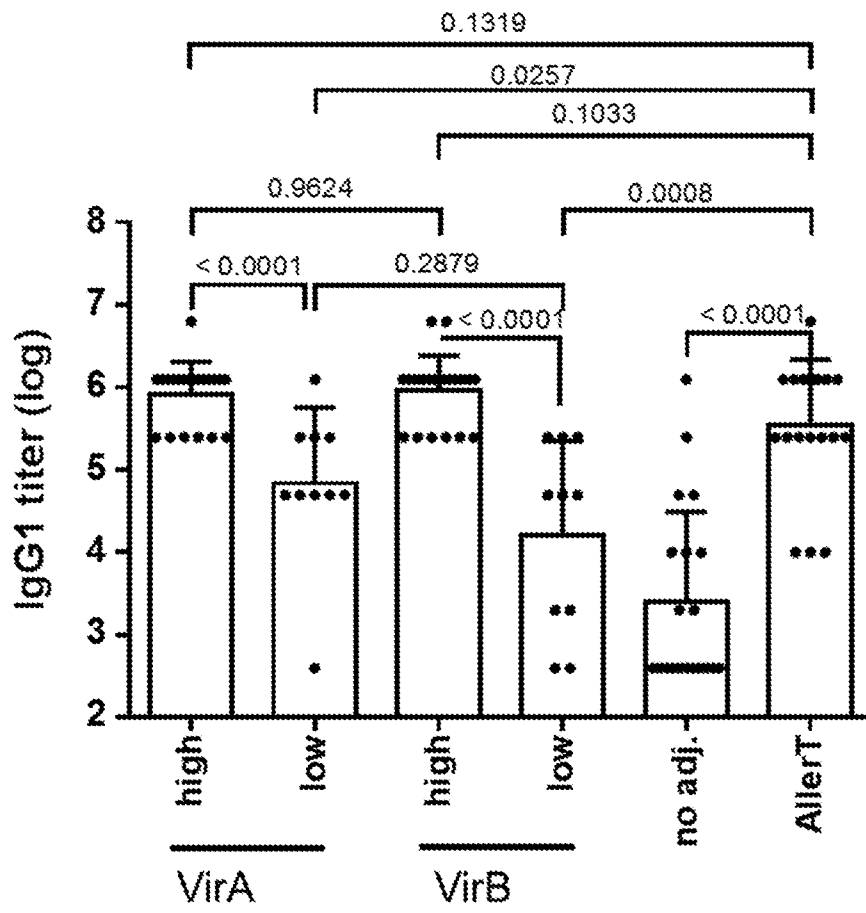 0.1319
0.0257
0.1033
0.9624
0.0008
< 0.0001
0.2879
< 0.0001
< 0.0001
IgG1 titer (log)
8
7
6
5
4
3
2
high
low
high
low
no adj.
AllerT
VirA
VirB